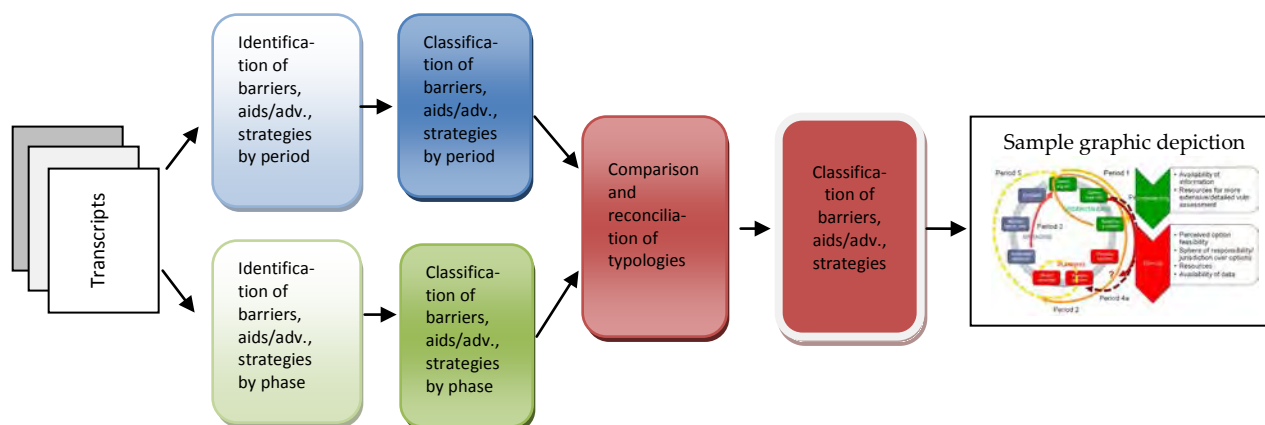 Transcripts
Identifica-
tion of
barriers,
aids/adv.,
strategies
by period
Classifica-
tion of
barriers,
aids/adv.,
strategies
by period
Identifica-
tion of
barriers,
aids/adv.,
strategies
by phase
Classifica-
tion of
barriers,
aids/adv.,
strategies
by phase
Comparison
and
reconcilia-
tion of
typologies
Classifica-
tion of
barriers,
aids/adv.,
strategies
Sample graphic depiction
Period 5
Period 1
Period 3
Period 4a
Period 2
?
• Availability of
information
• Resources for more
extensive/detailed vuln
assessment
• Perceived option
feasibility
• Sphere of responsibility/
jurisdiction over options
• Resources
• Availability of data